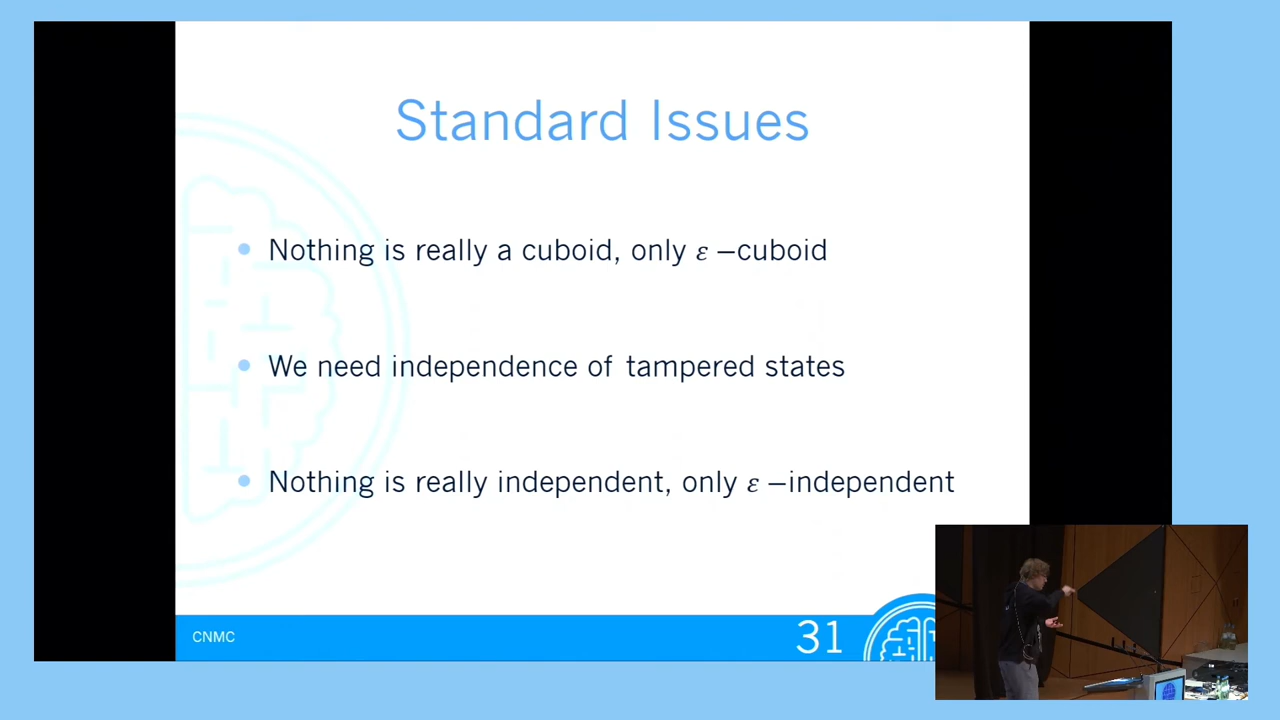 Standard Issues
Nothing is really a cuboid, only ε –cuboid
We need independence of tampered states
Nothing is really independent, only ε –independent
CNMC
31